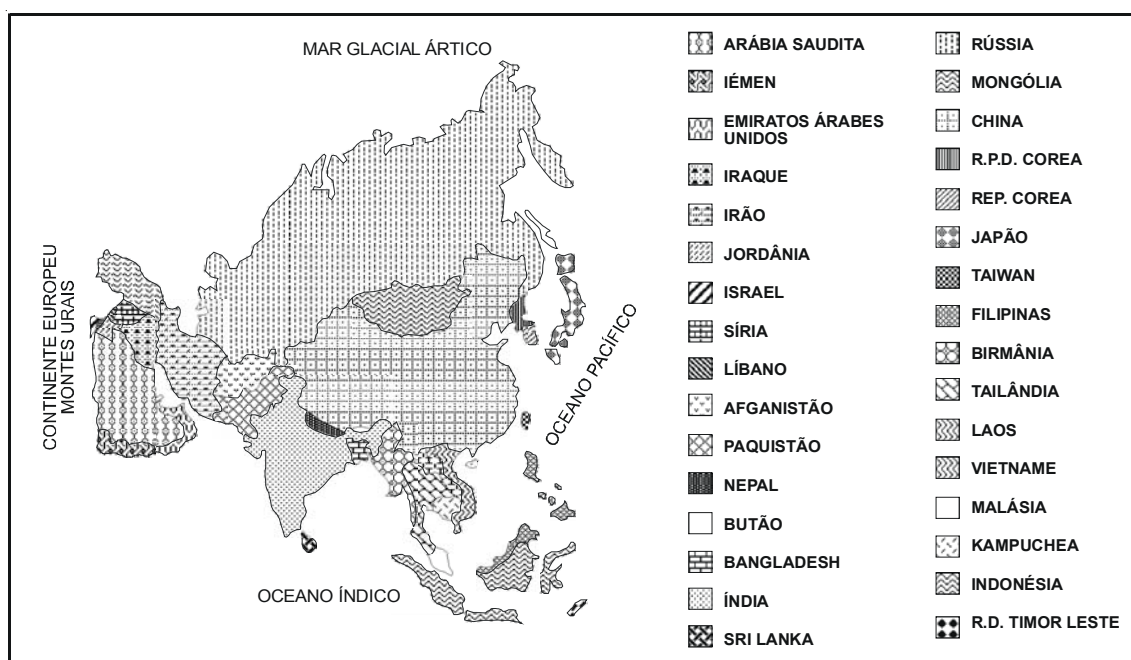 MAR GLACIAL ÁRTICO
CONTINENTE EUROPEU
MONTES URAIS
OCEANO PACÍFICO
OCEANO ÍNDICO
ARÁBIA SAUDITA
IÉMEN
EMIRATOS ÁRABES
UNIDOS
IRAQUE
IRÃO
JORDÂNIA
ISRAEL
SÍRIA
LÍBANO
AFGANISTÃO
PAQUISTÃO
NEPAL
BUTÃO
BANGLADESH
ÍNDIA
SRI LANKA
RÚSSIA
MONGÓLIA
CHINA
R.P.D. COREA
REP. COREA
JAPÃO
TAIWAN
FILIPINAS
BIRMÂNIA
TAILÂNDIA
LAOS
VIETNAME
MALÁSIA
KAMPUCHEA
INDONÉSIA
R.D. TIMOR LESTE